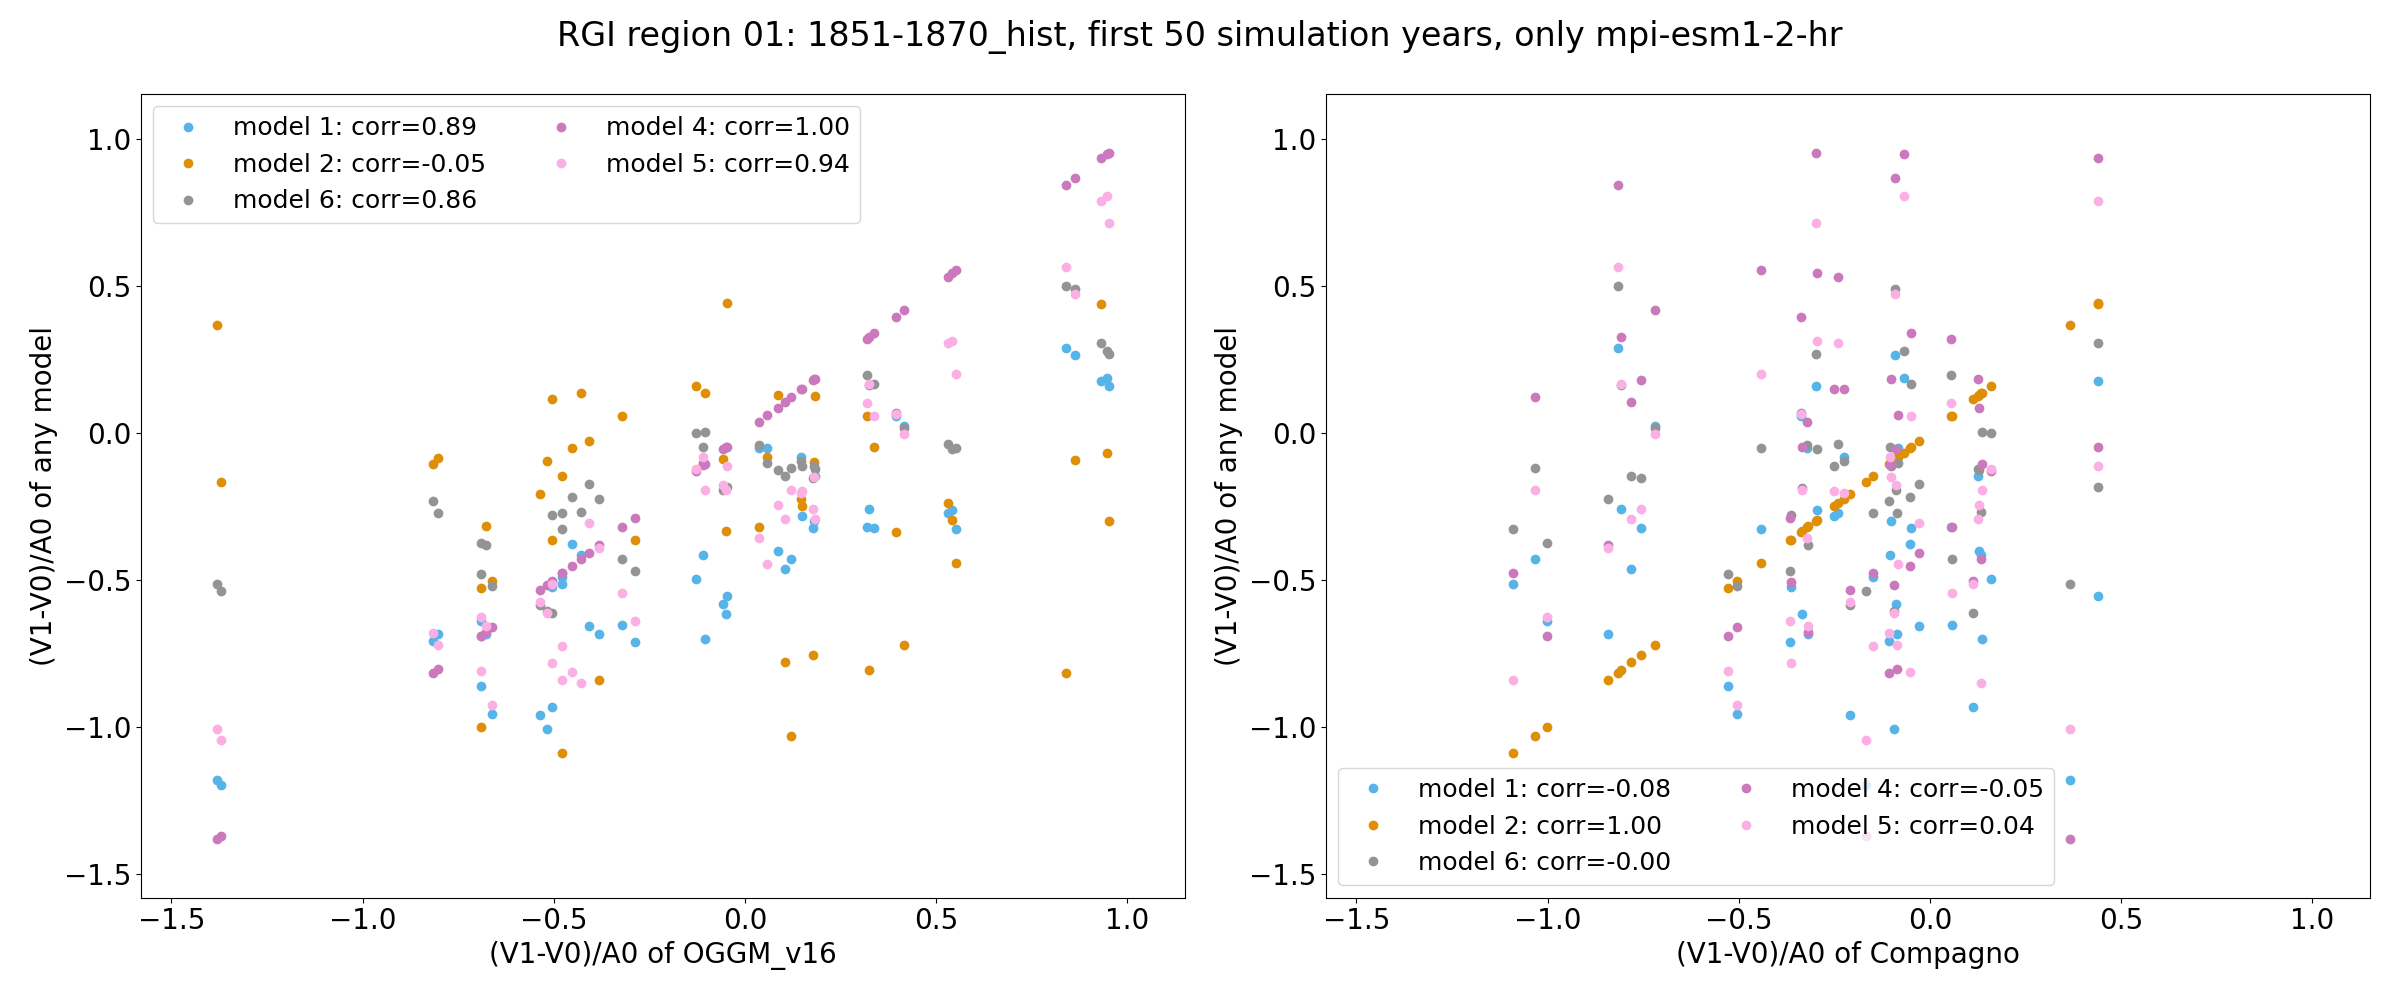 RGI region 01: 1851-1870_hist, first 50 simulation years, only mpi-esm1-2-hr
(V1-V0)/A0 of any model
1.0
0.5
0.0
−0.5
−1.0
−1.5
model 1: corr=0.89
model 2: corr=-0.05
model 6: corr=0.86
model 4: corr=1.00
model 5: corr=0.94
−1.5 −1.0 −0.5 0.0 0.5 1.0
(V1-V0)/A0 of OGGM_v16
(V1-V0)/A0 of any model
1.0
0.5
0.0
−0.5
−1.0
−1.5
model 1: corr=-0.08
model 2: corr=1.00
model 6: corr=-0.00
model 4: corr=-0.05
model 5: corr=0.04
−1.5 −1.0 −0.5 0.0 0.5 1.0
(V1-V0)/A0 of Compagno